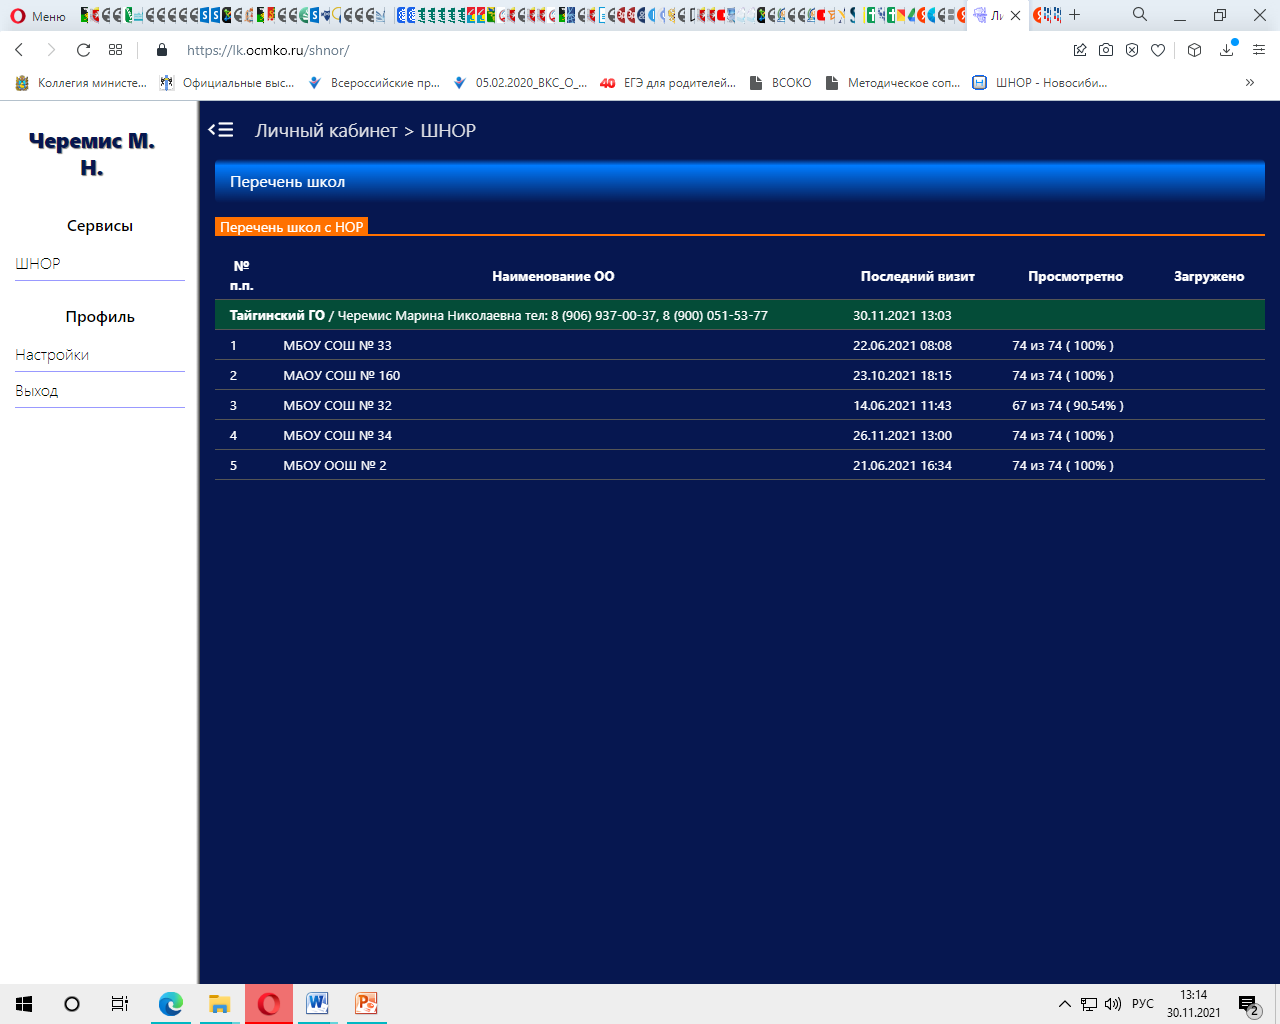 Меню
Ли
https://lk.ocmko.ru/shnor/
Коллегия министе... Официальные выс... Всероссийские пр... 05.02.2020_ВКС_О_... 40 ЕГЭ для родителей... ВСОКО Методическое соп... ШНОР - Новосиби... »
Черемис М.
Н.
Сервисы
ШНОР
Профиль
Настройки
Выход
Личный кабинет > ШНОР
Перечень школ
Перечень школ с НОР
№
п.п. Наименование ОО Последний визит Просмотретно Загружено
Тайгинский ГО / Черемис Марина Николаевна тел: 8 (906) 937-00-37, 8 (900) 051-53-77 30.11.2021 13:03
1 МБОУ СОШ № 33 22.06.2021 08:08 74 из 74 ( 100% )
2 МАОУ СОШ № 160 23.10.2021 18:15 74 из 74 ( 100% )
3 МБОУ СОШ № 32 14.06.2021 11:43 67 из 74 ( 90.54% )
4 МБОУ СОШ № 34 26.11.2021 13:00 74 из 74 ( 100% )
5 МБОУ ООШ № 2 21.06.2021 16:34 74 из 74 ( 100% )
РУС
13:14
30.11.2021
2